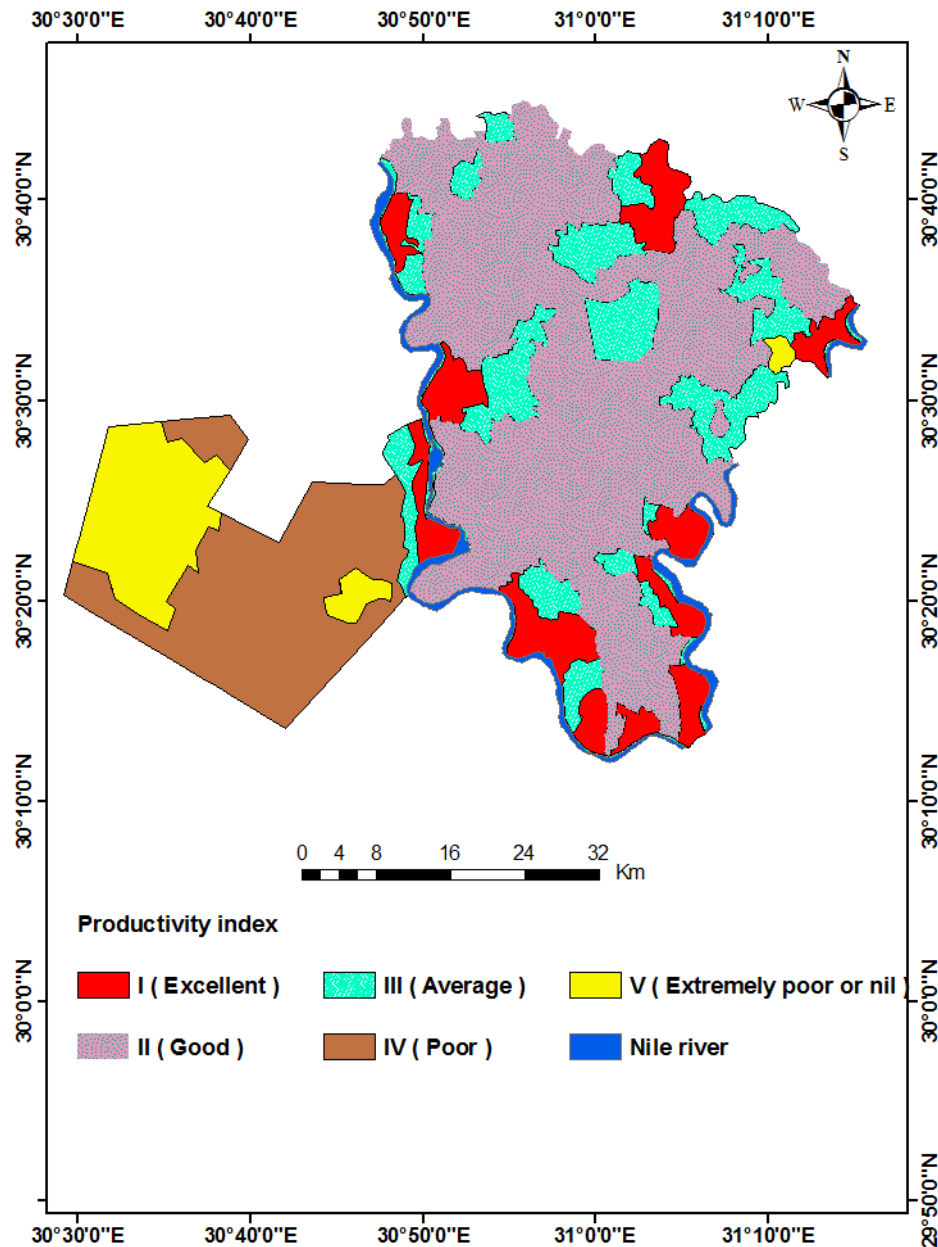 30°30'0"E 30°40'0"E 30°50'0"E 31°0'0"E 31°10'0"E
N
W E
S
30°40'0"N 30°40'0"N
30°30'0"N 30°30'0"N
30°20'0"N 30°20'0"N
30°10'0"N 30°10'0"N
0 4 8 16 24 32
Km
Productivity index
I ( Excellent ) III ( Average ) V ( Extremely poor or nil )
30°0'0"N 30°0'0"N
II ( Good ) IV ( Poor ) Nile river
29°50'0"N
30°30'0"E 30°40'0"E 30°50'0"E 31°0'0"E 31°10'0"E